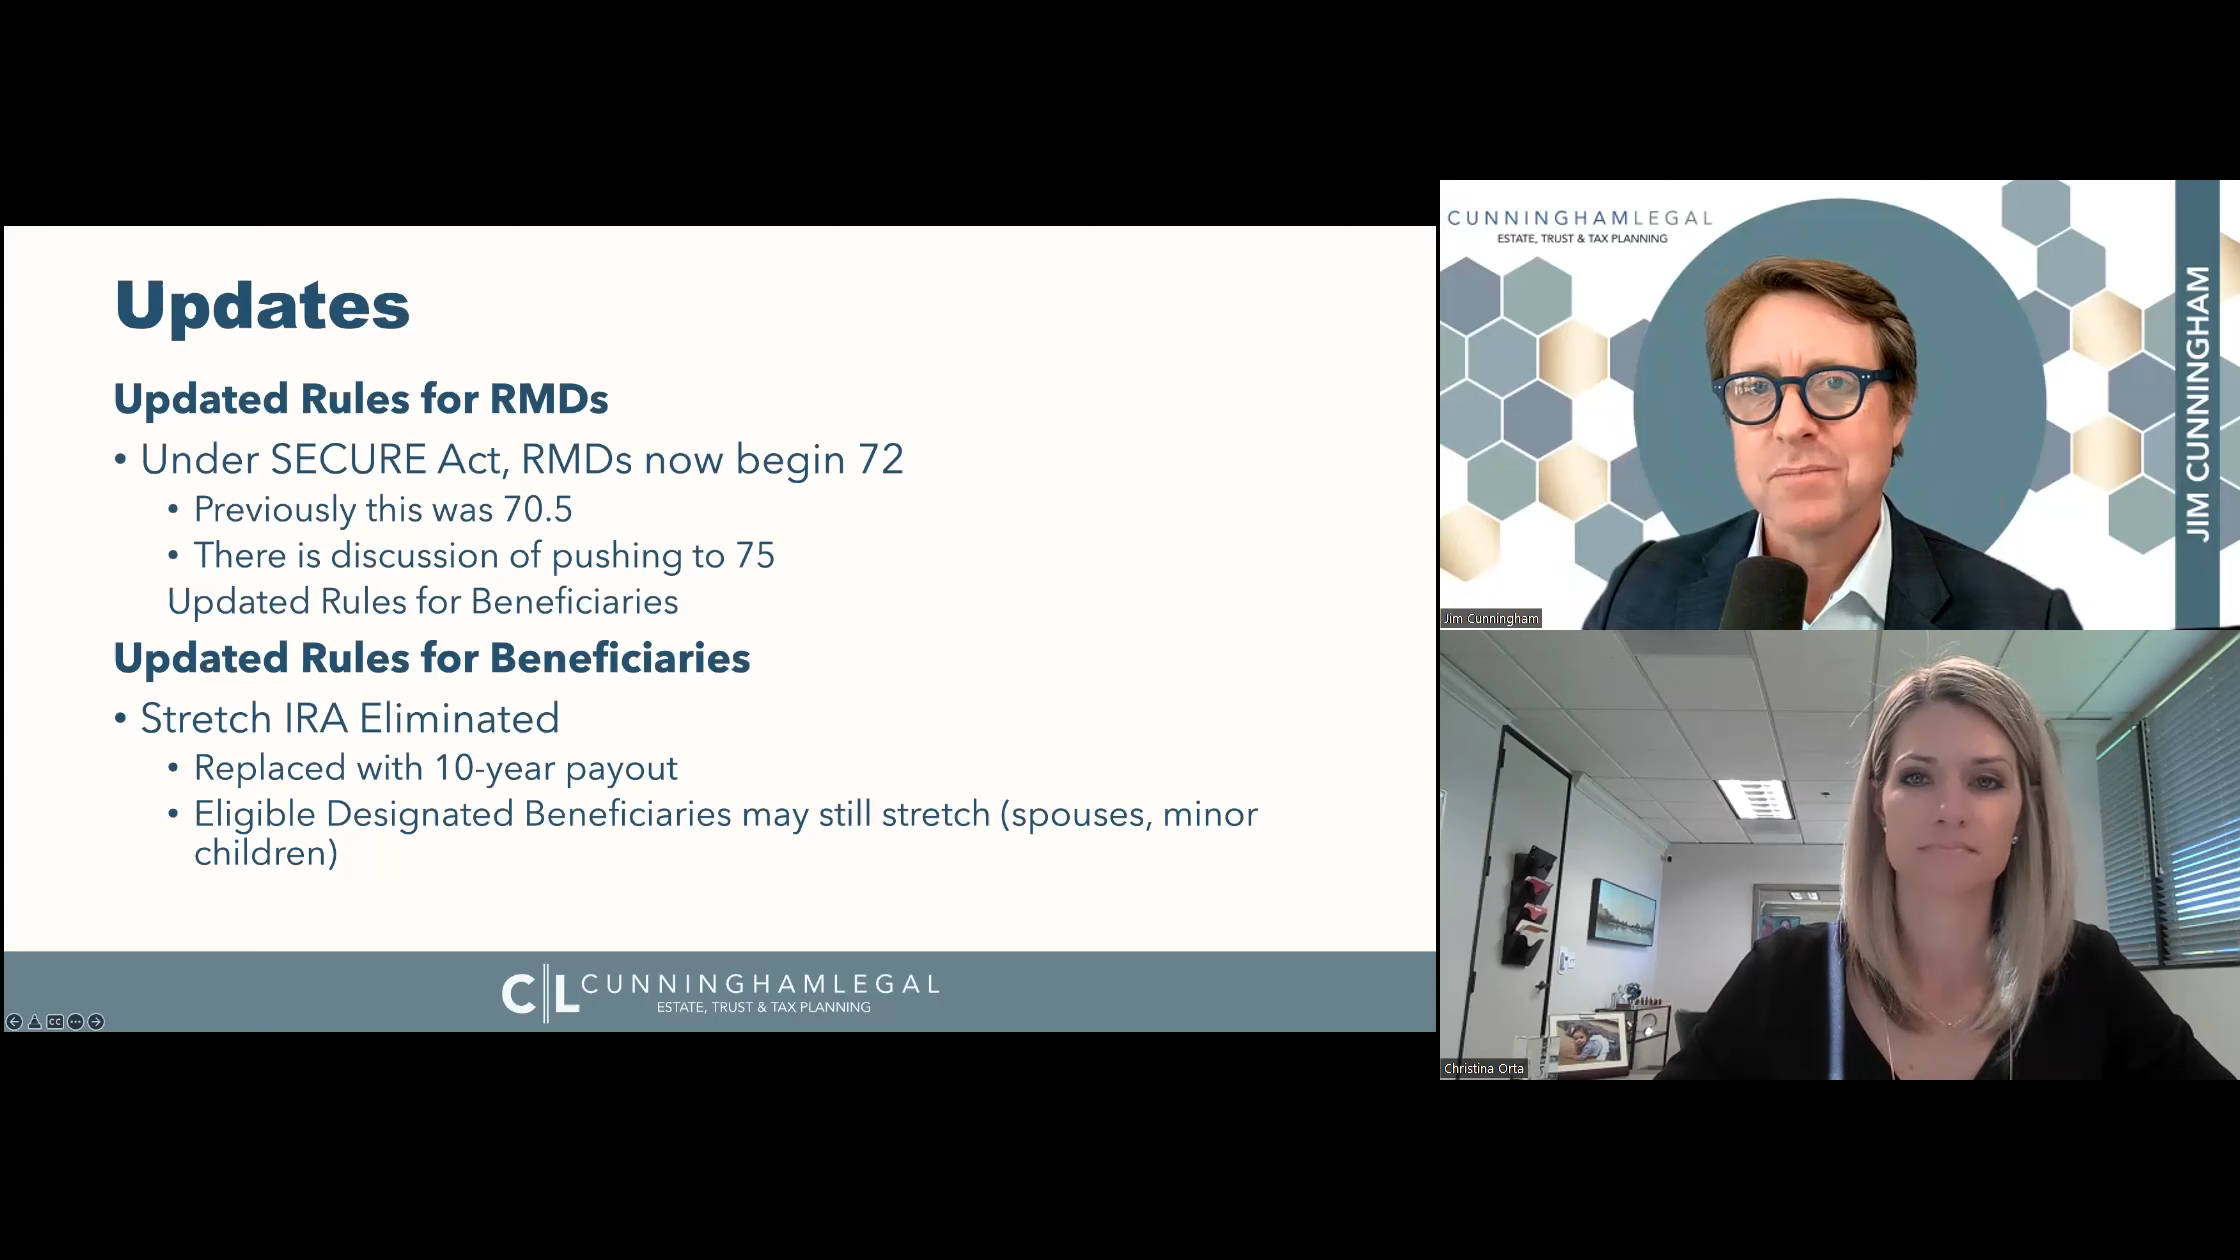 Updates
Updated Rules for RMDs
• Under SECURE Act, RMDs now begin 72
• Previously this was 70.5
• There is discussion of pushing to 75
Updated Rules for Beneficiaries
Updated Rules for Beneficiaries
• Stretch IRA Eliminated
• Replaced with 10-year payout
• Eligible Designated Beneficiaries may still stretch (spouses, minor
children)
C L CUNNINGHAMLEGAL
ESTATE, TRUST & TAX PLANNING
CC
CUNNINGHAMLEGAL
ESTATE, TRUST & TAX PLANNING
JIM CUNNINGHAM
Jim Cunningham
Christina Orta